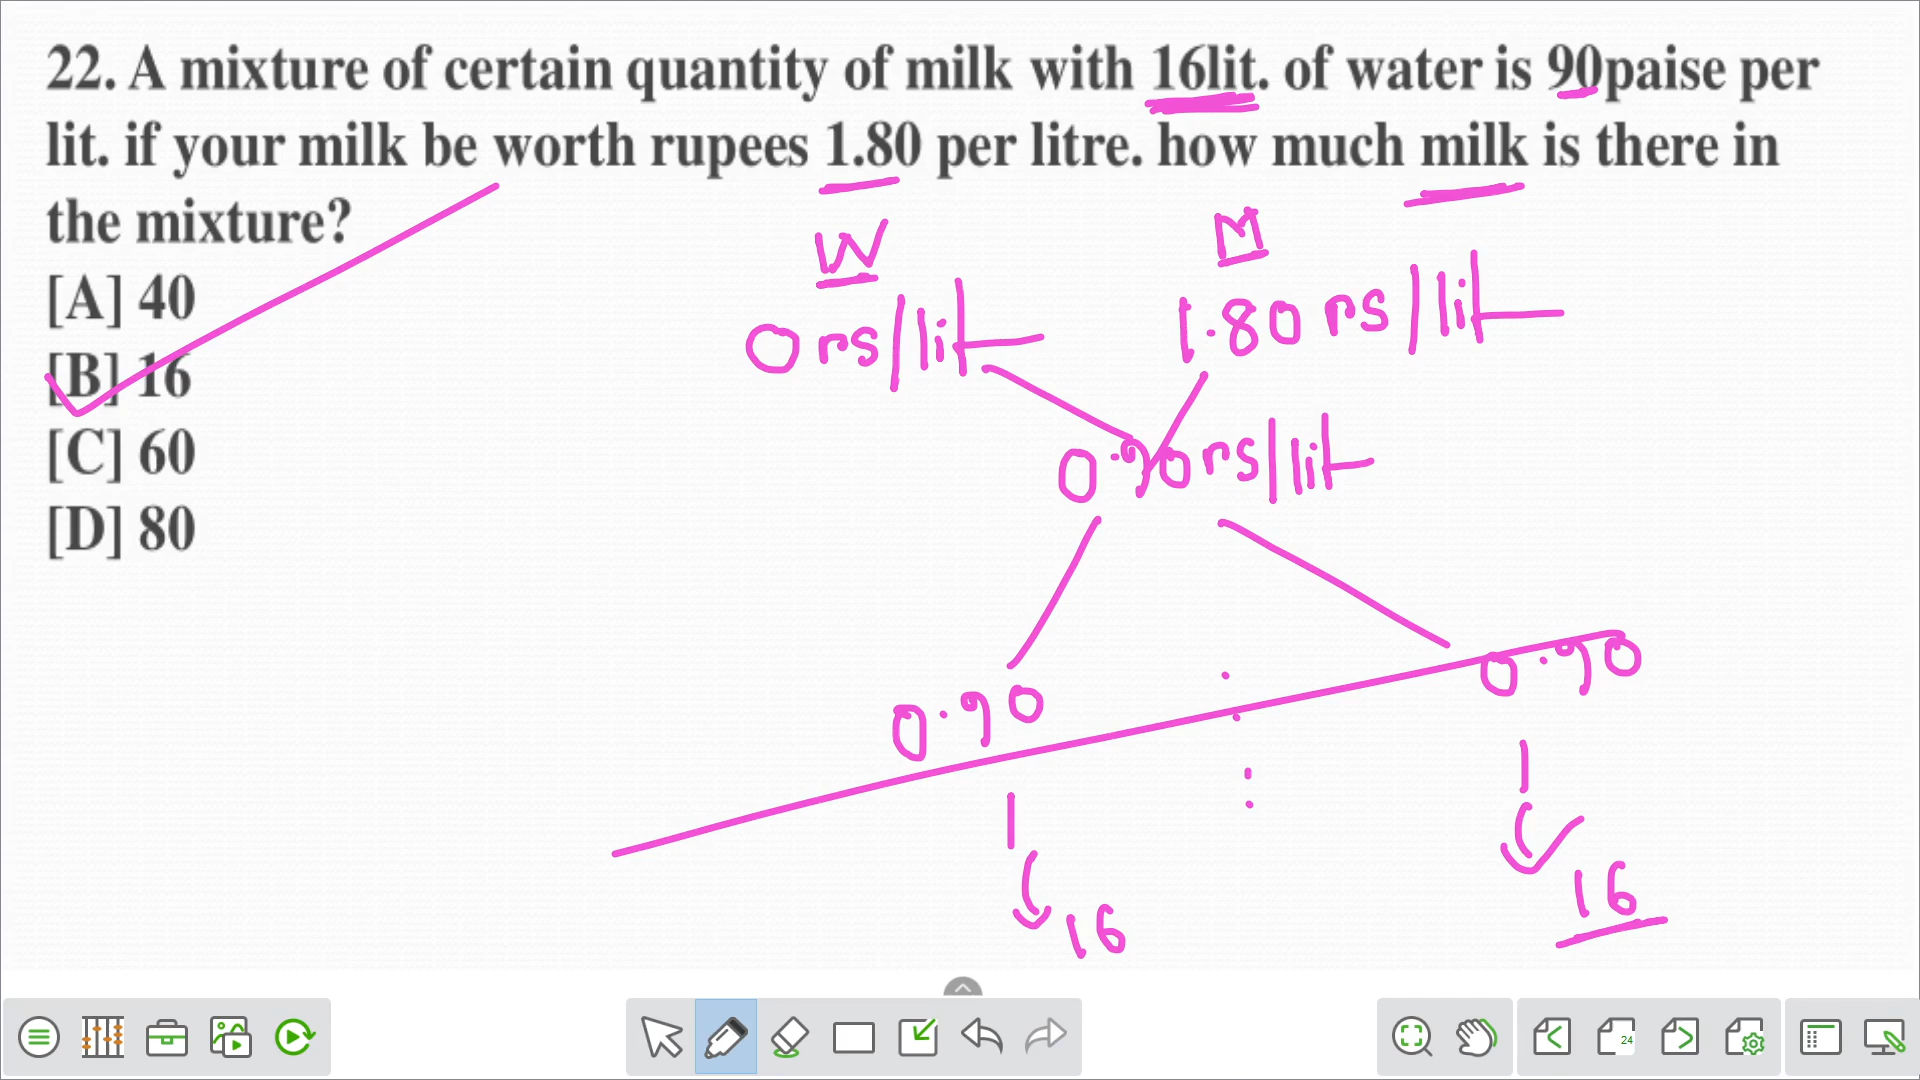 22. A mixture of certain quantity of milk with 16lit. of water is 90paise per
lit. if your milk be worth rupees 1.80 per litre. how much milk is there in
the mixture?
[A] 40
[B] 16
[C] 60
[D] 80
W M
0 rs/lit 1.80 rs/lit
0.90 rs/lit
0.90 : 0.90
1 : 1
16 16
24